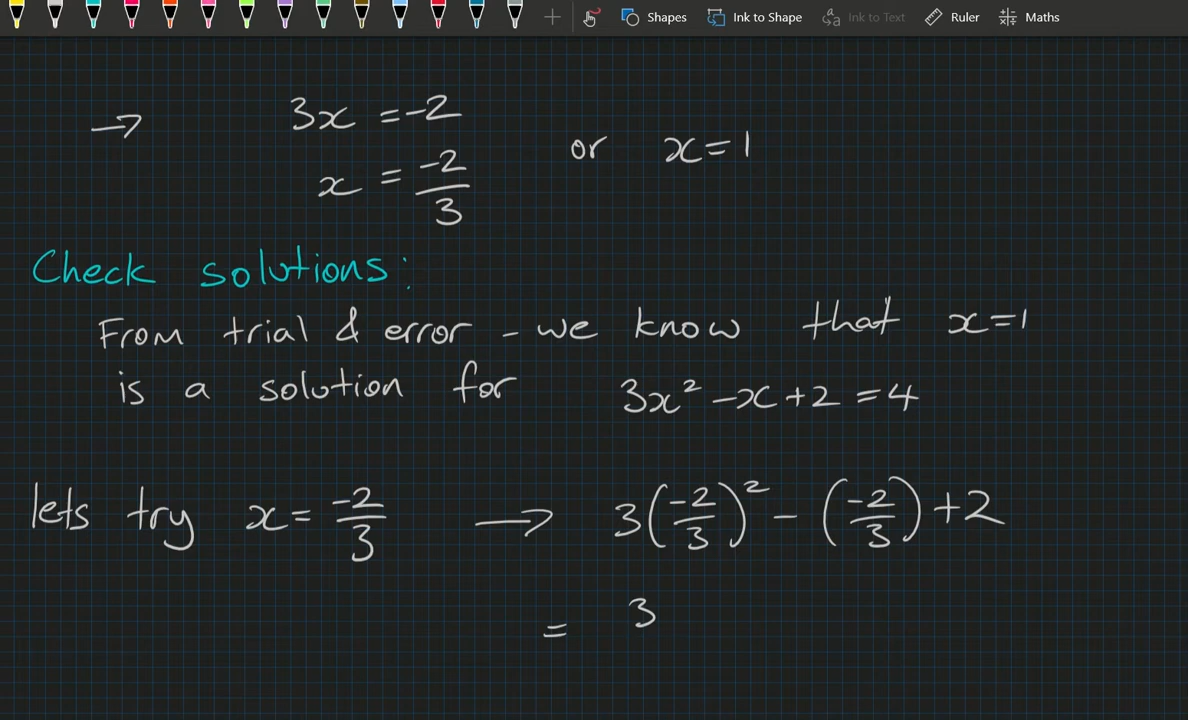 Shapes Ink to Shape Ink to Text Ruler Maths
→ 3x = -2
x = -2/3 or x = 1
Check solutions:
From trial & error - we know that x=1
is a solution for 3x² - x + 2 = 4
lets try x = -2/3 → 3(-2/3)² - (-2/3) + 2
= 3